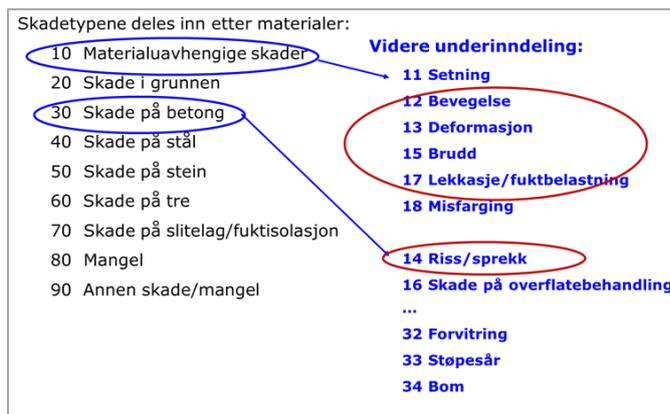 Skadetypene deles inn etter materialer:
10 Materialuavhengige skader
20 Skade i grunnen
30 Skade på betong
40 Skade på stål
50 Skade på stein
60 Skade på tre
70 Skade på slitelag/fuktisolasjon
80 Mangel
90 Annen skade/mangel
Videre underinndeling:
11 Setning
12 Bevegelse
13 Deformasjon
15 Brudd
17 Lekkasje/fuktbelastning
18 Misfarging
14 Riss/sprekk
16 Skade på overflatebehandling
...
32 Forvitring
33 Støpesår
34 Bom